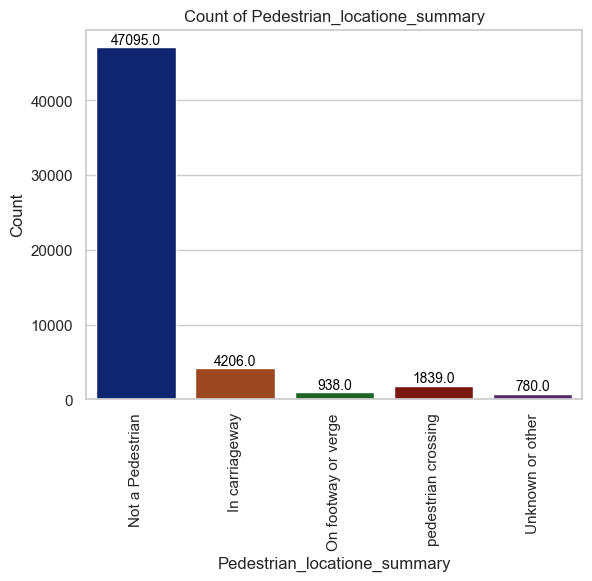 Count of Pedestrian_locatione_summary
47095.0
4206.0
938.0
1839.0
780.0
40000
30000
20000
10000
0
Count
Not a Pedestrian
In carriageway
On footway or verge
pedestrian crossing
Unknown or other
Pedestrian_locatione_summary